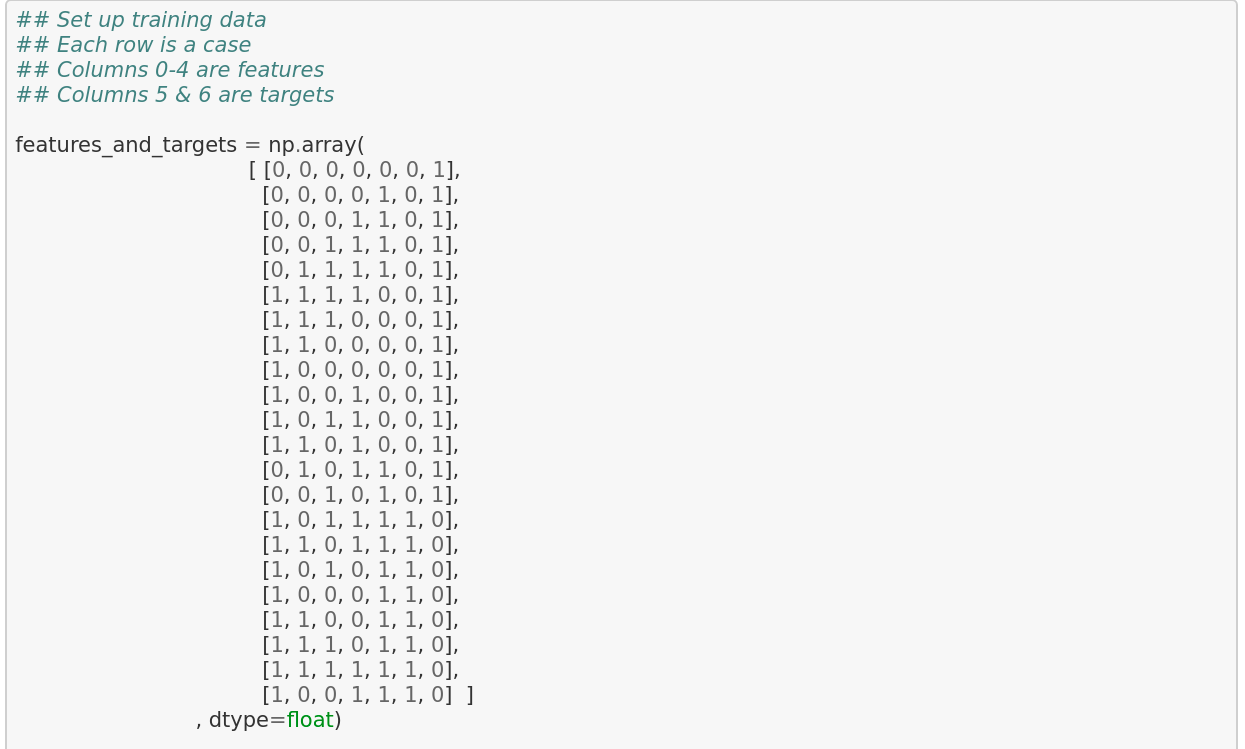 ## Set up training data
## Each row is a case
## Columns 0-4 are features
## Columns 5 & 6 are targets
features_and_targets = np.array(
[ [0, 0, 0, 0, 0, 0, 1],
[0, 0, 0, 0, 1, 0, 1],
[0, 0, 0, 1, 1, 0, 1],
[0, 0, 1, 1, 1, 0, 1],
[0, 1, 1, 1, 1, 0, 1],
[1, 1, 1, 1, 0, 0, 1],
[1, 1, 1, 0, 0, 0, 1],
[1, 1, 0, 0, 0, 0, 1],
[1, 0, 0, 0, 0, 0, 1],
[1, 0, 0, 1, 0, 0, 1],
[1, 0, 1, 1, 0, 0, 1],
[1, 1, 0, 1, 0, 0, 1],
[0, 1, 0, 1, 1, 0, 1],
[0, 0, 1, 0, 1, 0, 1],
[1, 0, 1, 1, 1, 1, 0],
[1, 1, 0, 1, 1, 1, 0],
[1, 0, 1, 0, 1, 1, 0],
[1, 0, 0, 0, 1, 1, 0],
[1, 1, 0, 0, 1, 1, 0],
[1, 1, 1, 0, 1, 1, 0],
[1, 1, 1, 1, 1, 1, 0],
[1, 0, 0, 1, 1, 1, 0]  ]
, dtype=float)